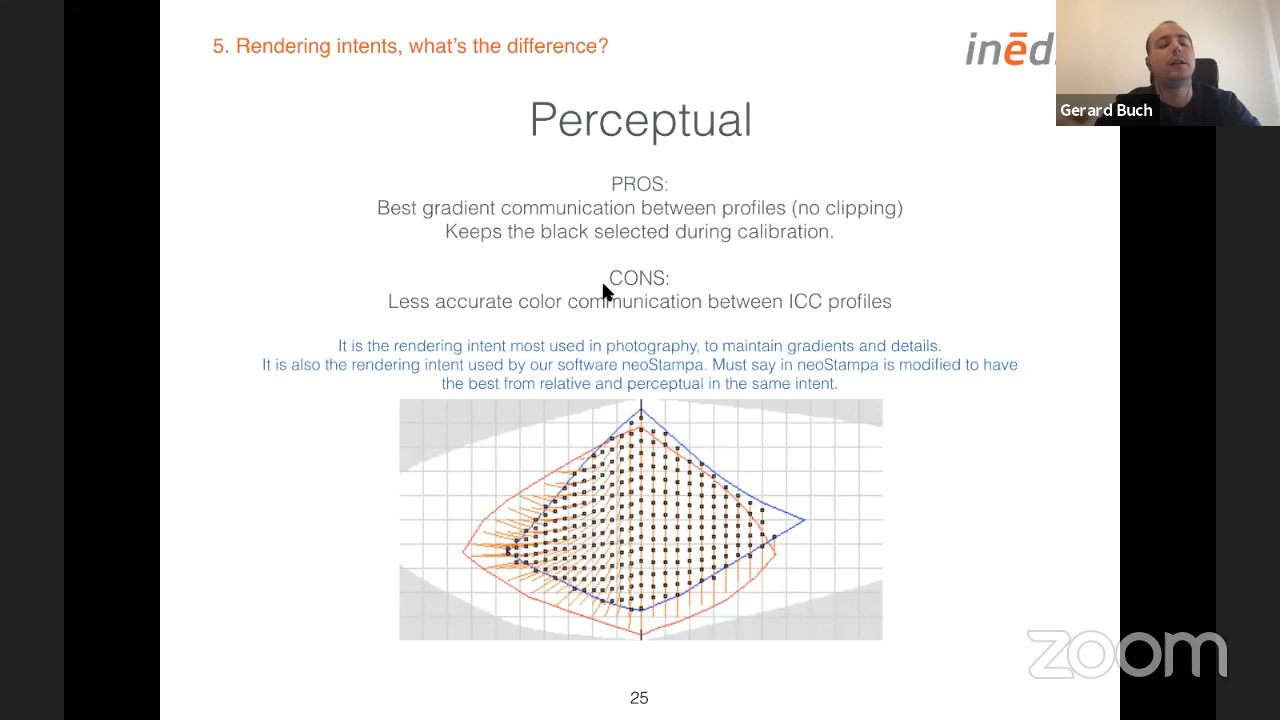 5. Rendering intents, what's the difference?
inēd
Gerard Buch
Perceptual
PROS:
Best gradient communication between profiles (no clipping)
Keeps the black selected during calibration.
CONS:
Less accurate color communication between ICC profiles
It is the rendering intent most used in photography, to maintain gradients and details.
It is also the rendering intent used by our software neoStampa. Must say in neoStampa is modified to have
the best from relative and perceptual in the same intent.
zoom
25